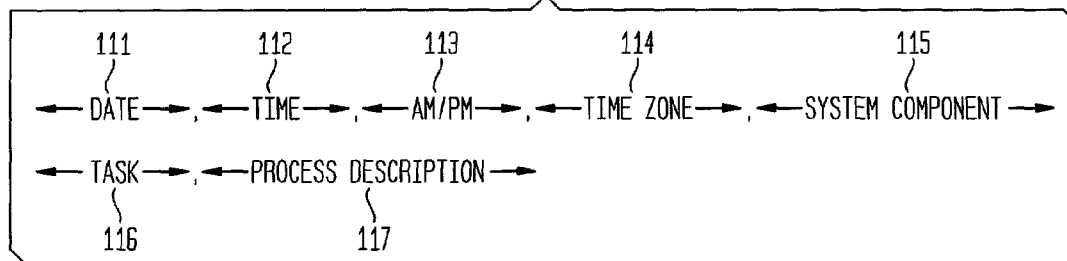 111 112 113 114 115
DATE , TIME , AM/PM , TIME ZONE , SYSTEM COMPONENT
TASK , PROCESS DESCRIPTION
116 117